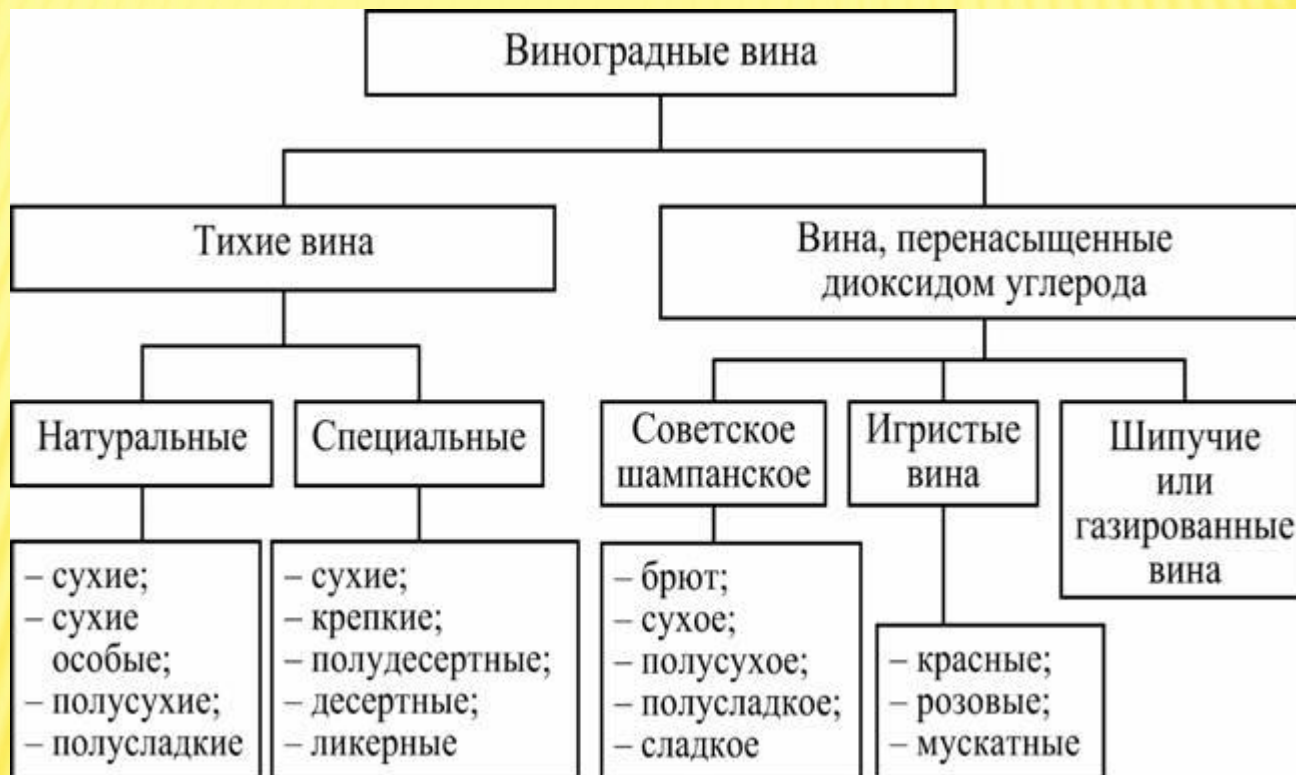 Виноградные вина
Тихие вина
Вина, перенасыщенные
диоксидом углерода
Натуральные
Специальные
Советское
шампанское
Игристые
вина
Шипучие
или
газированные
вина
– сухие;
– сухие
особые;
– полусухие;
– полусладкие
– сухие;
– крепкие;
– полудесертные;
– десертные;
– ликерные
– брют;
– сухое;
– полусухое;
– полусладкое;
– сладкое
– красные;
– розовые;
– мускатные